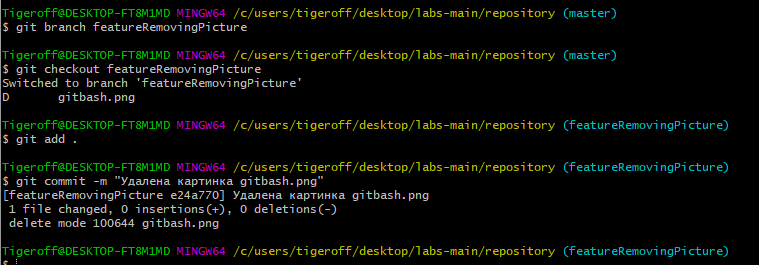 Tigeroff@DESKTOP-FT8M1MD MINGW64 /c/users/tigeroff/desktop/labs-main/repository (master)
$ git branch featureRemovingPicture
Tigeroff@DESKTOP-FT8M1MD MINGW64 /c/users/tigeroff/desktop/labs-main/repository (master)
$ git checkout featureRemovingPicture
Switched to branch 'featureRemovingPicture'
D       gitbash.png
Tigeroff@DESKTOP-FT8M1MD MINGW64 /c/users/tigeroff/desktop/labs-main/repository (featureRemovingPicture)
$ git add .
Tigeroff@DESKTOP-FT8M1MD MINGW64 /c/users/tigeroff/desktop/labs-main/repository (featureRemovingPicture)
$ git commit -m "Удалена картинка gitbash.png"
[featureRemovingPicture e24a770] Удалена картинка gitbash.png
 1 file changed, 0 insertions(+), 0 deletions(-)
 delete mode 100644 gitbash.png
Tigeroff@DESKTOP-FT8M1MD MINGW64 /c/users/tigeroff/desktop/labs-main/repository (featureRemovingPicture)
$